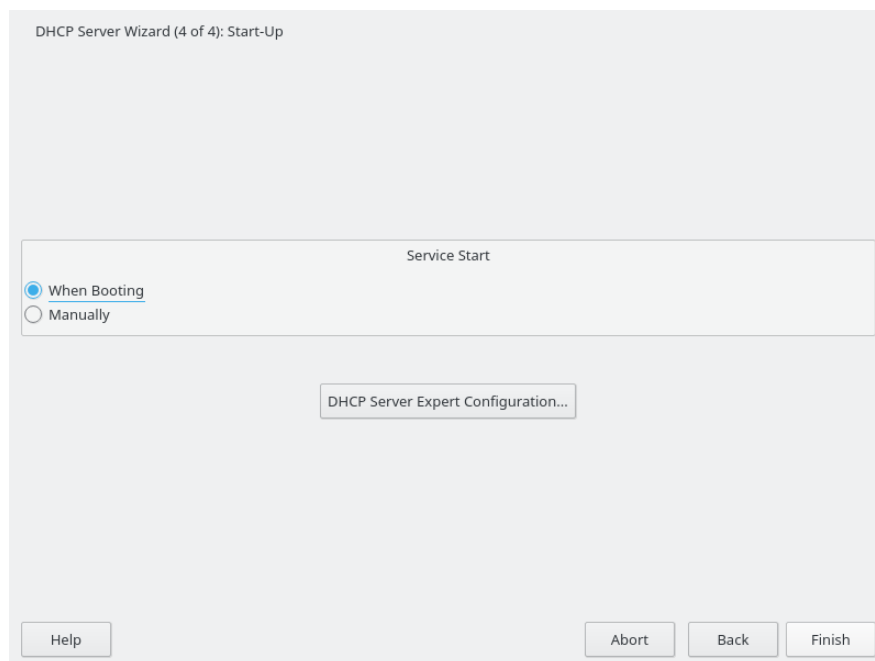 DHCP Server Wizard (4 of 4): Start-Up
Service Start
When Booting
Manually
DHCP Server Expert Configuration...
Help
Abort
Back
Finish